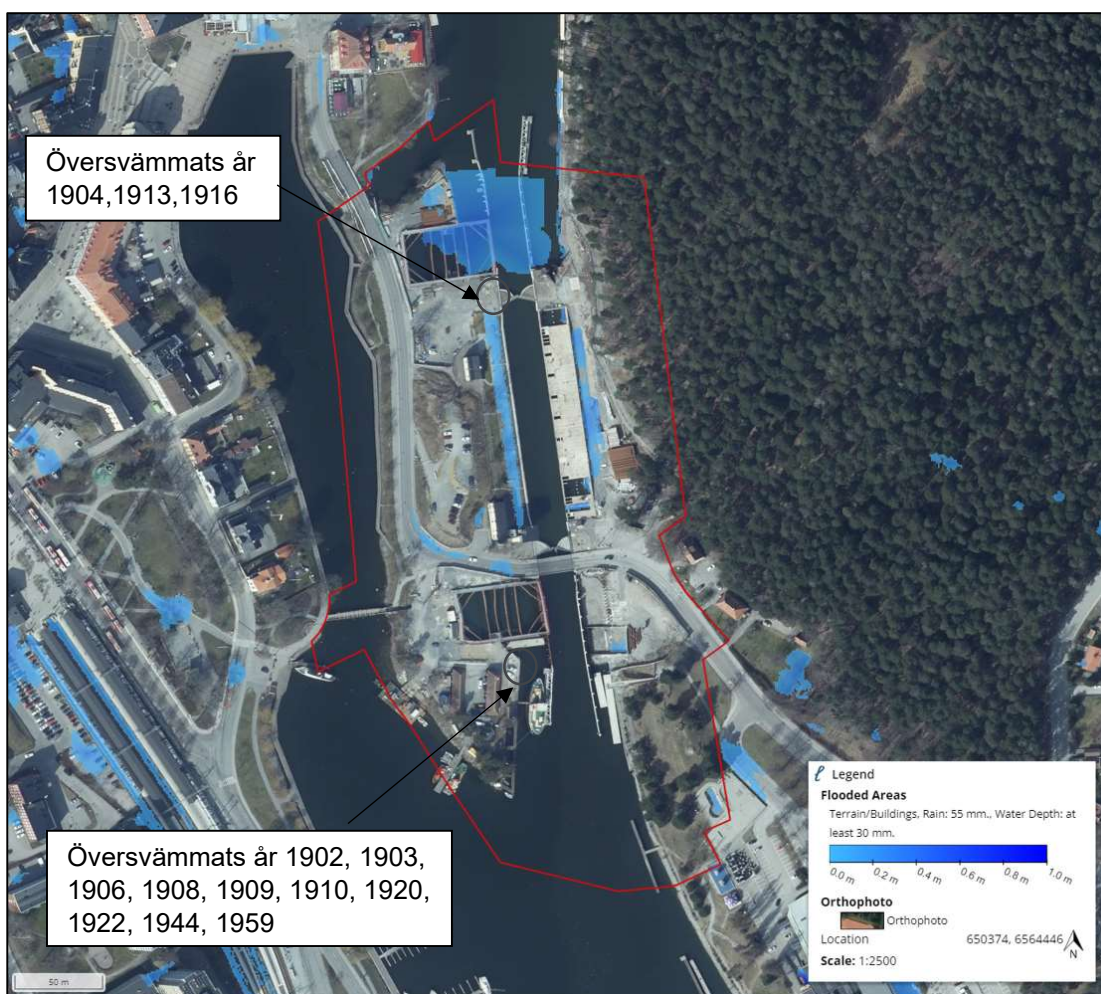 Översvämmats år
1904,1913,1916
Översvämmats år 1902, 1903,
1906, 1908, 1909, 1910, 1920,
1922, 1944, 1959
50 m
Legend
Flooded Areas
Terrain/Buildings, Rain: 55 mm., Water Depth: at
least 30 mm.
0.0 m 0.2 m 0.4 m 0.6 m 0.8 m 1.0 m
Orthophoto
Orthophoto
Location 650374, 6564446
N
Scale: 1:2500